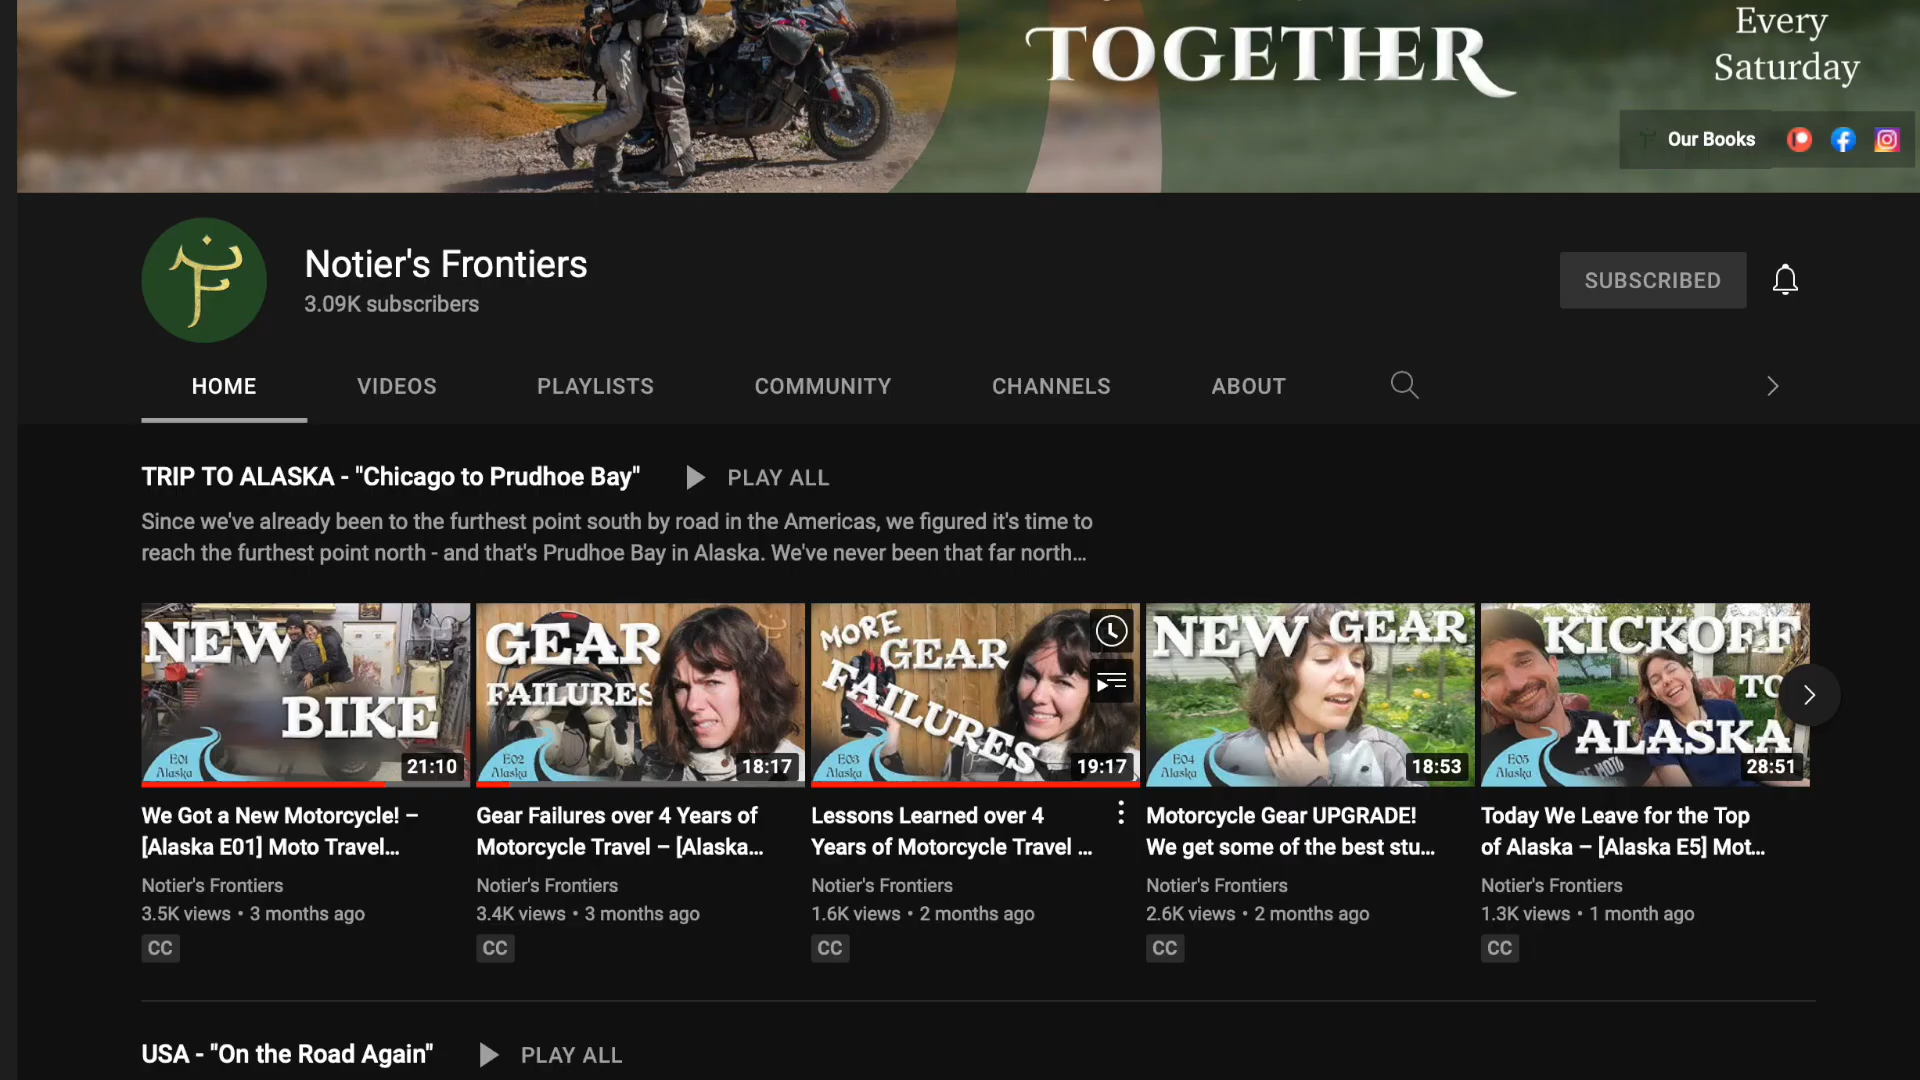 TOGETHER
Every
Saturday
Our Books
Notier's Frontiers
3.09K subscribers
SUBSCRIBED
HOME
VIDEOS
PLAYLISTS
COMMUNITY
CHANNELS
ABOUT
TRIP TO ALASKA - "Chicago to Prudhoe Bay"
PLAY ALL
Since we've already been to the furthest point south by road in the Americas, we figured it's time to
reach the furthest point north - and that's Prudhoe Bay in Alaska. We've never been that far north...
NEW
BIKE
E01
Alaska
21:10
We Got a New Motorcycle! –
[Alaska E01] Moto Travel...
Notier's Frontiers
3.5K views • 3 months ago
CC
GEAR
FAILURES
E02
Alaska
18:17
Gear Failures over 4 Years of
Motorcycle Travel – [Alaska...
Notier's Frontiers
3.4K views • 3 months ago
CC
MORE
GEAR
FAILURES
E03
Alaska
19:17
Lessons Learned over 4
Years of Motorcycle Travel ...
Notier's Frontiers
1.6K views • 2 months ago
CC
NEW GEAR
E04
Alaska
18:53
Motorcycle Gear UPGRADE!
We get some of the best stu...
Notier's Frontiers
2.6K views • 2 months ago
CC
KICKOFF
TO
ALASKA
E05
Alaska
28:51
Today We Leave for the Top
of Alaska – [Alaska E5] Mot...
Notier's Frontiers
1.3K views • 1 month ago
CC
USA - "On the Road Again"
PLAY ALL